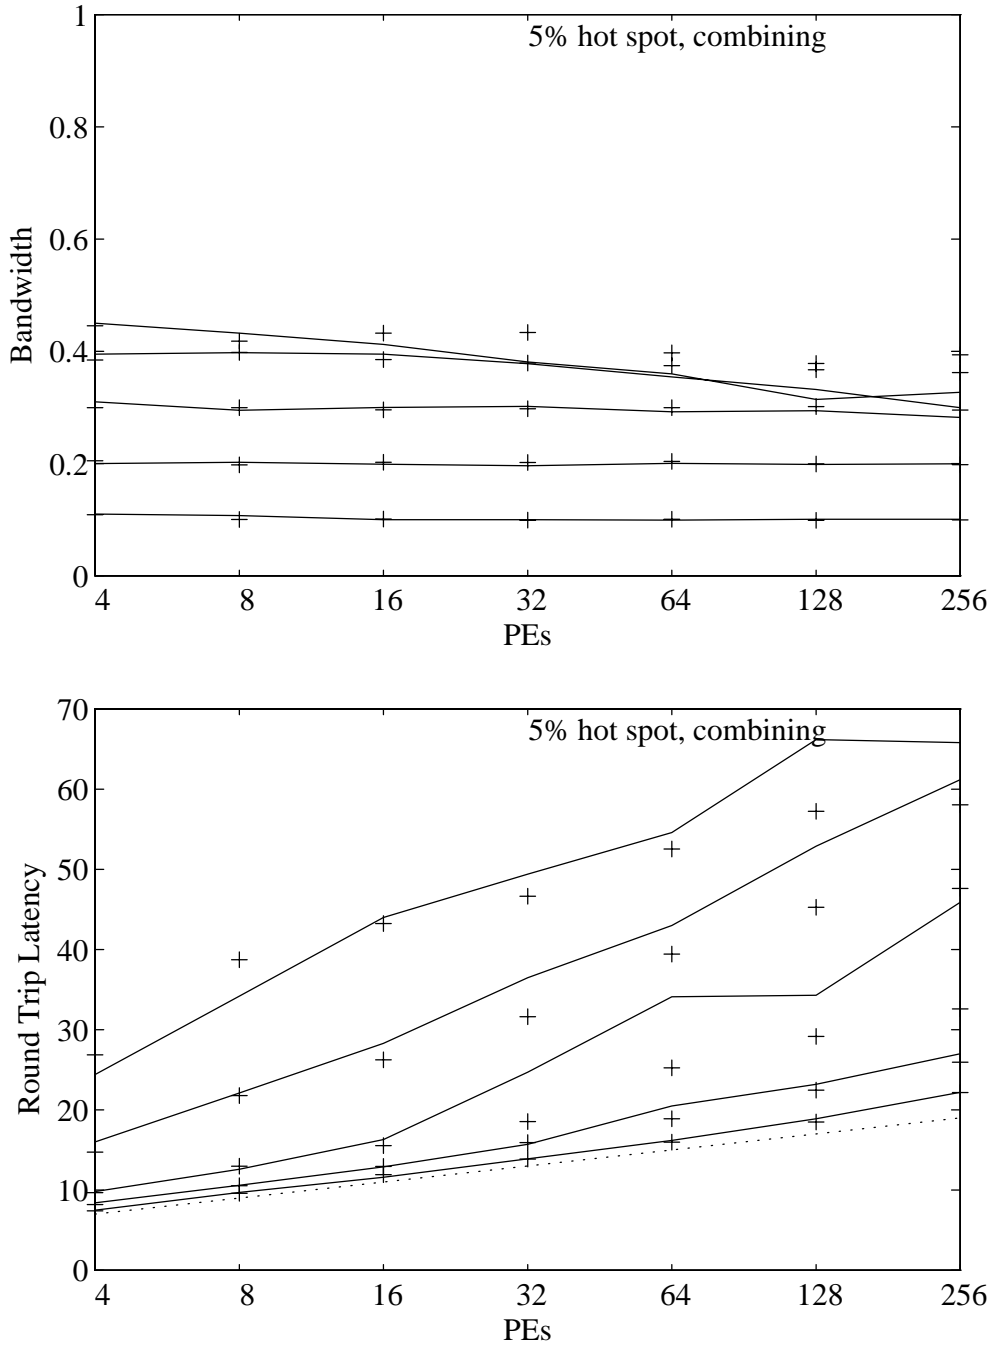 5% hot spot, combining
1
0.8
0.6
0.4
0.2
0
Bandwidth
4 8 16 32 64 128 256
PEs
5% hot spot, combining
70
60
50
40
30
20
10
0
Round Trip Latency
4 8 16 32 64 128 256
PEs